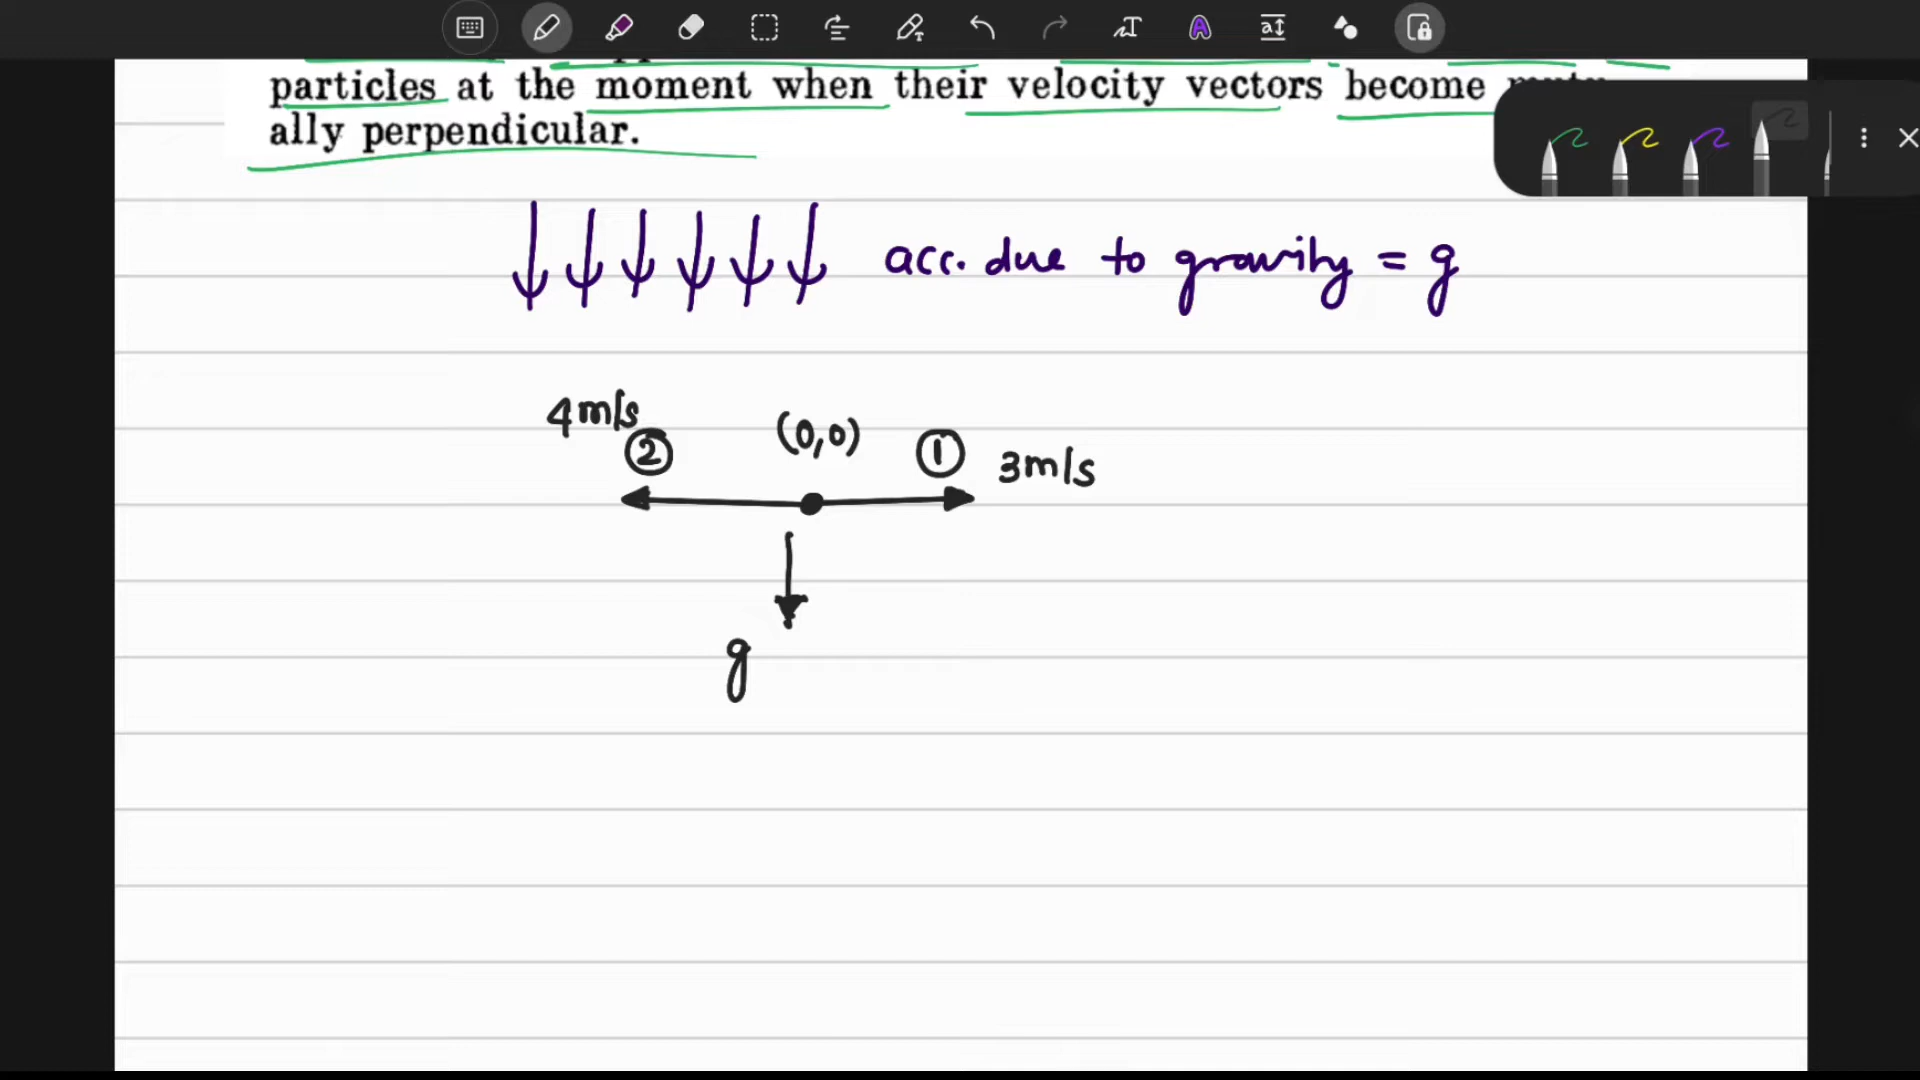 particles at the moment when their velocity vectors become
ally perpendicular.
acc. due to gravity = g
4m/s
② (0,0) ① 3m/s
g